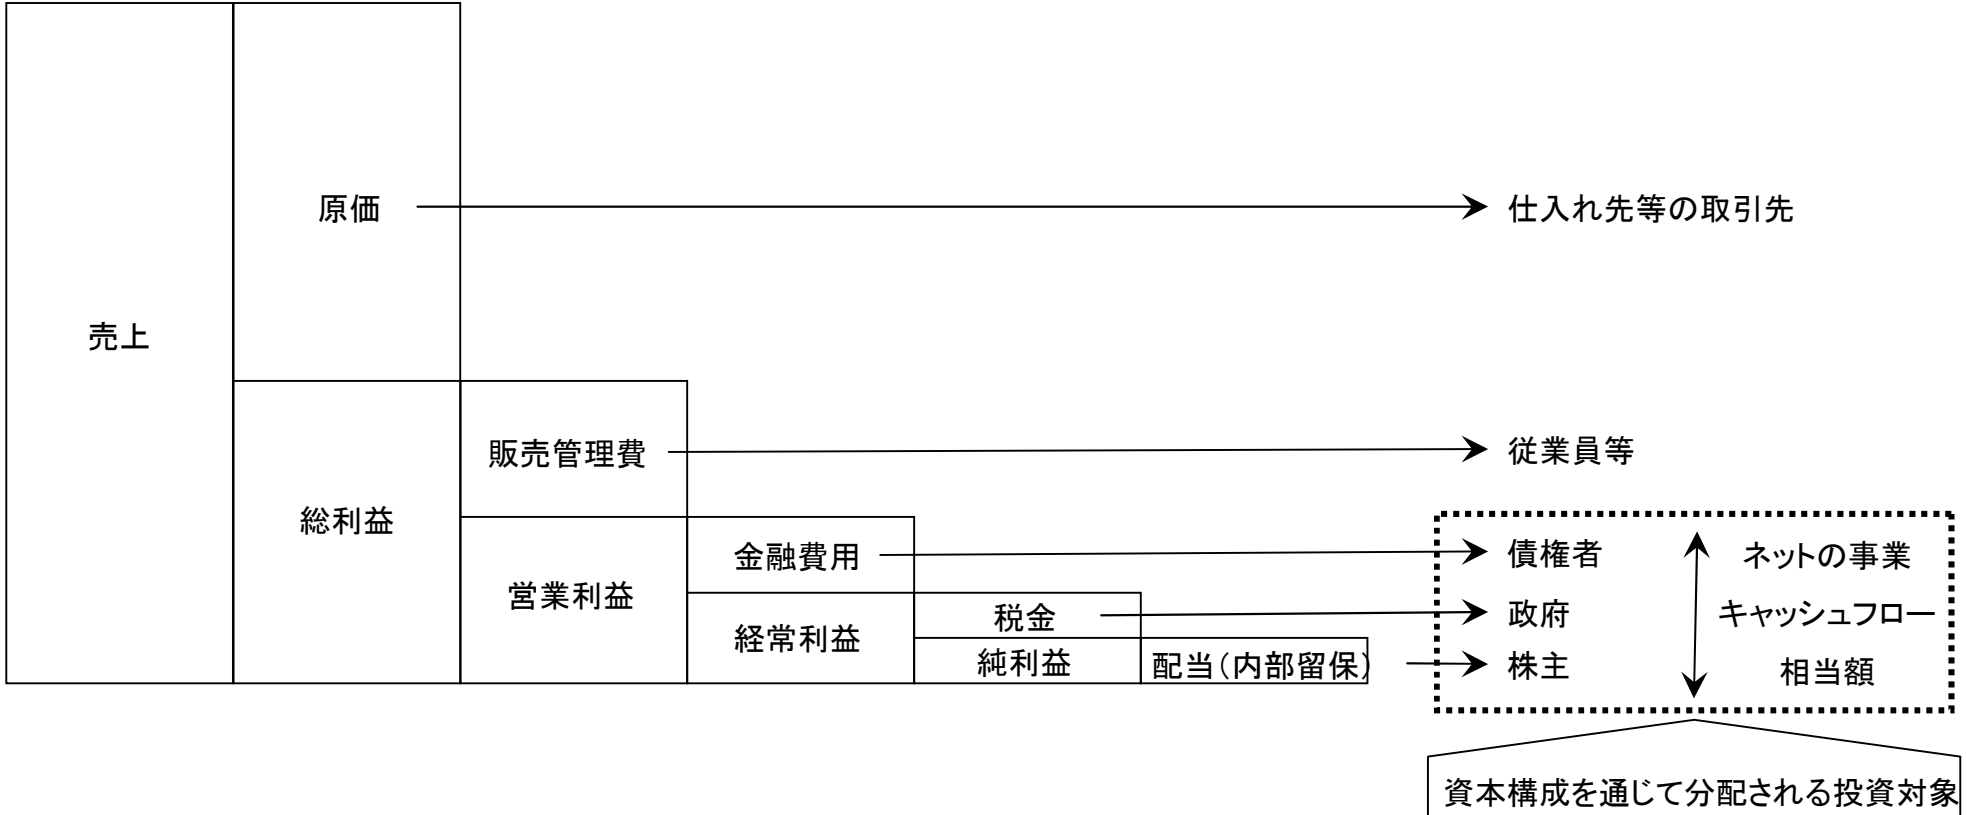 売上
原価
仕入れ先等の取引先
総利益
販売管理費
従業員等
営業利益
金融費用
債権者
経常利益
税金
政府
純利益
配当(内部留保)
株主
ネットの事業
キャッシュフロー
相当額
資本構成を通じて分配される投資対象